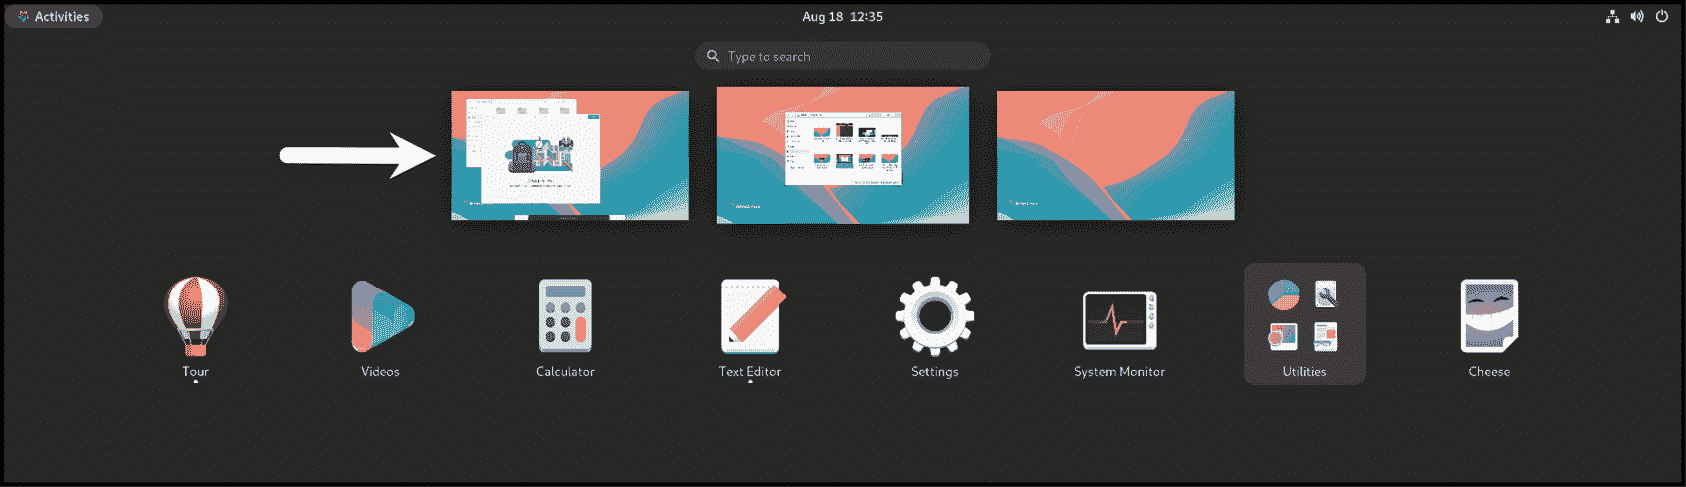 Activities
Aug 18 12:35
Type to search
Tour
Videos
Calculator
Text Editor
Settings
System Monitor
Utilities
Cheese